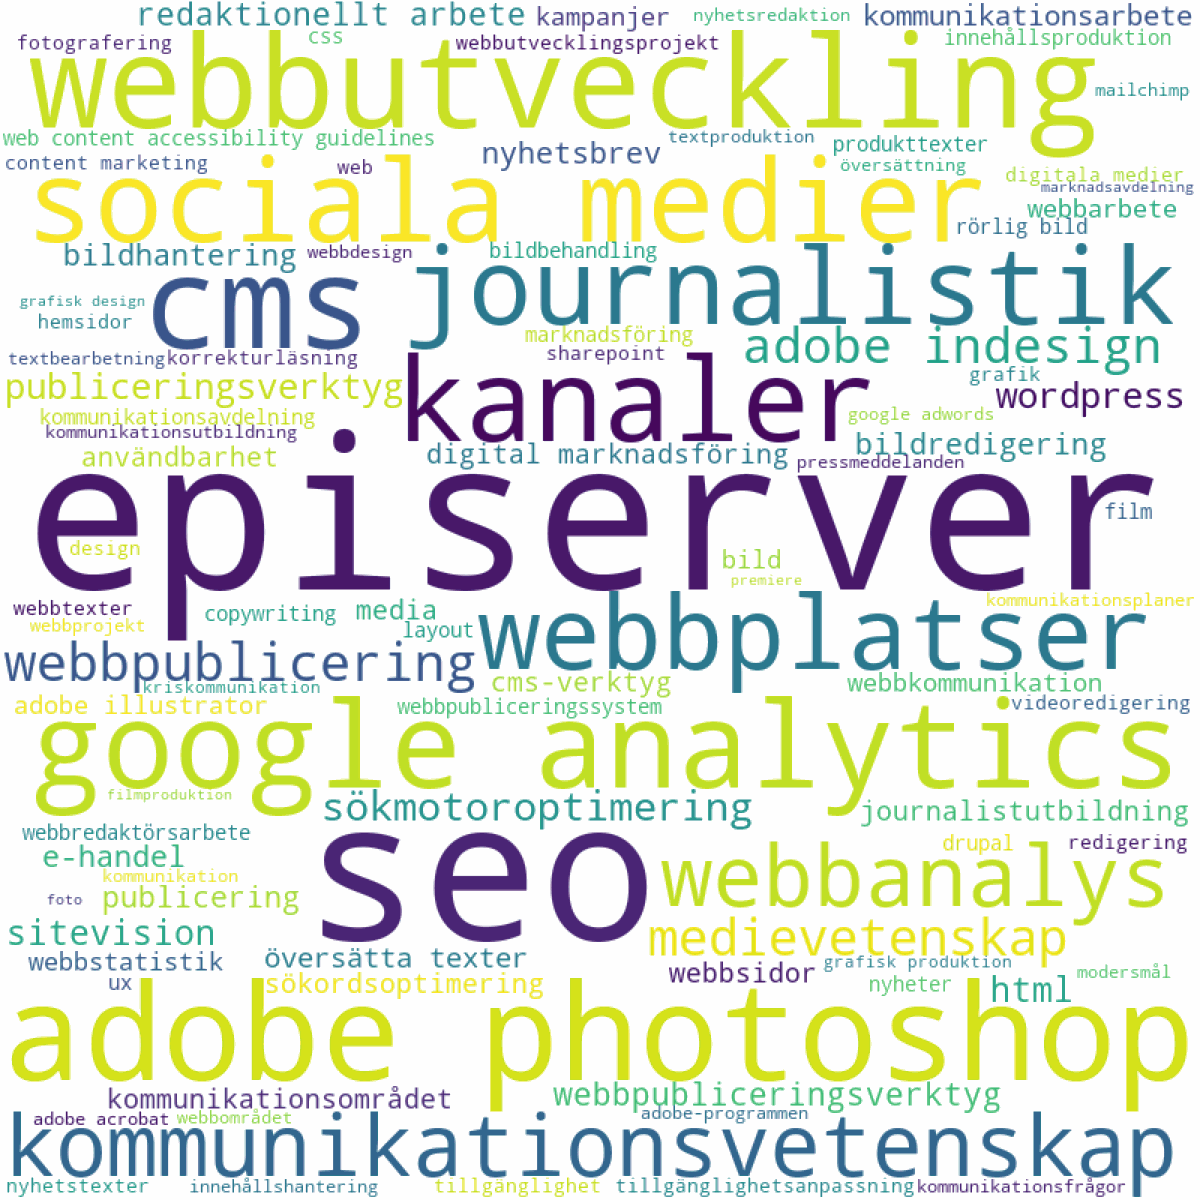 redaktionellt arbete
kampanjer
nyhetsredaktion
kommunikationsarbete
fotografering
css
webbutvecklingsprojekt
innehållsproduktion
webbutveckling
mailchimp
web content accessibility guidelines
textproduktion
produkttexter
content marketing
web
nyhetsbrev
översättning
digitala medier
marknadsavdelning
sociala medier
webbarbete
rörlig bild
bildhantering
webbdesign
bildbehandling
journalistik
cms
grafisk design
hemsidor
marknadsföring
adobe indesign
textbearbetning
korrekturläsning
sharepoint
kanaler
grafik
publiceringsverktyg
wordpress
kommunikationsavdelning
google adwords
kommunikationsutbildning
bildredigering
användbarhet
digital marknadsföring
pressmeddelanden
episerver
film
design
bild
premiere
webbtexter
copywriting
media
kommunikationsplaner
webbprojekt
layout
webbplatser
webbpublicering
kriskommunikation
cms-verktyg
webbkommunikation
adobe illustrator
webbpubliceringssystem
videoredigering
google analytics
filmproduktion
sökmotoroptimering
journalistutbildning
webbredaktörsarbete
seo
drupal
redigering
e-handel
webbanalys
kommunikation
publicering
foto
sitevision
medievetenskap
webbstatistik
översätta texter
webbsidor
grafisk produktion
modersmål
ux
sökordsoptimering
nyheter
html
adobe photoshop
kommunikationsområdet
webbpubliceringsverktyg
adobe acrobat
webbområdet
adobe-programmen
kommunikationsvetenskap
nyhetstexter
innehållshantering
tillgänglighet
tillgänglighetsanpassning
kommunikationsfrågor